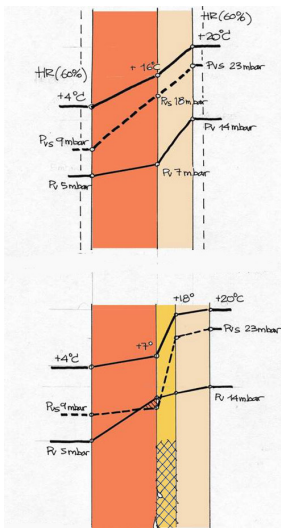 HR (60%)
+20°C
+16°C
HR (60%)
Pvs 23 mbar
+4°C
Ps 18 mbar
Pv 14 mbar
Pvs 9 mbar
Pv 7 mbar
Pv 5 mbar
+18°
+20°C
Pvs 23 mbar
+7°
+4°C
Pvs 9 mbar
Pv 14 mbar
Pv 5 mbar